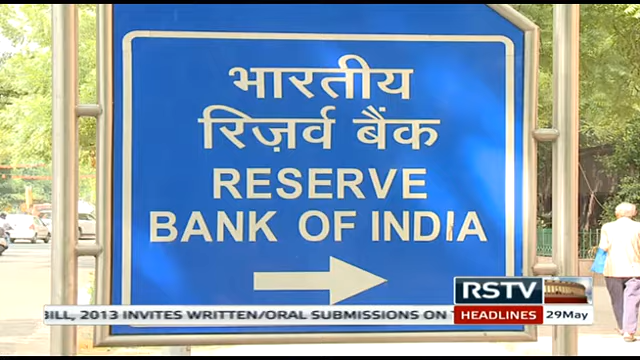 भारतीय
रिज़र्व बैंक
RESERVE
BANK OF INDIA
RSTV
BILL, 2013 INVITES WRITTEN/ORAL SUBMISSIONS ON
HEADLINES 29May